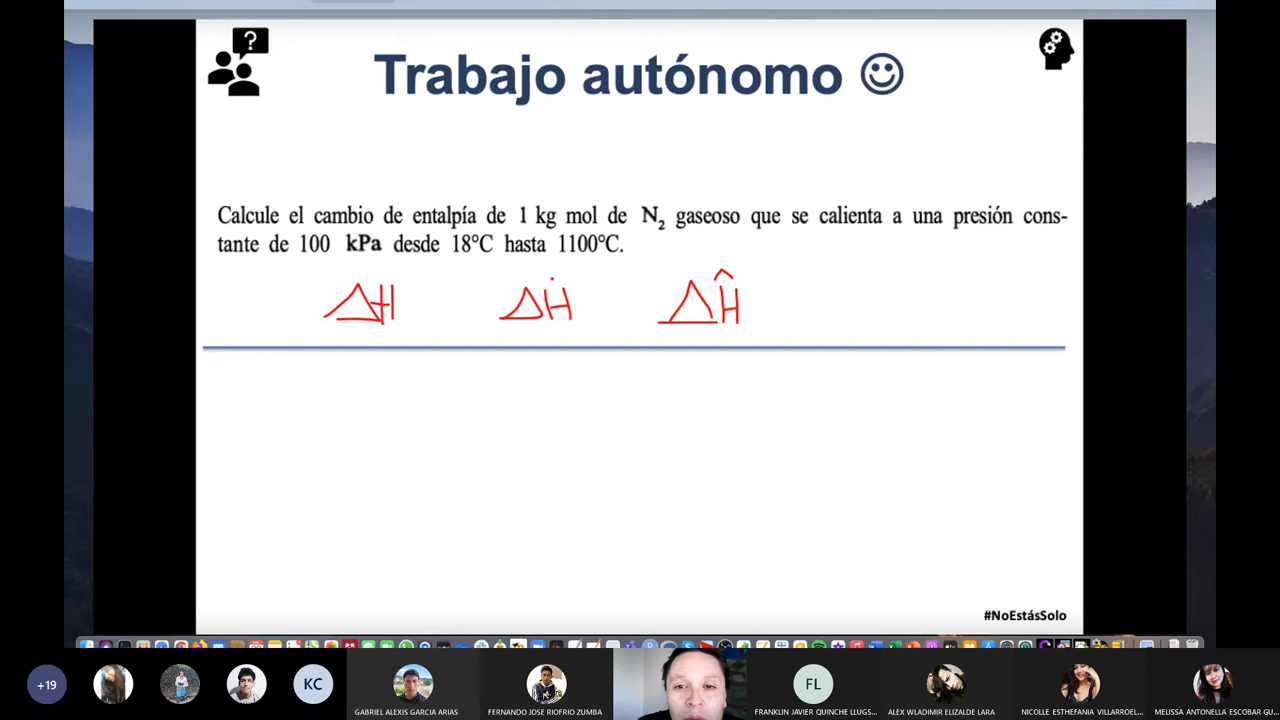 ?
Trabajo autónomo ☺
Calcule el cambio de entalpía de 1 kg mol de N₂ gaseoso que se calienta a una presión cons-
tante de 100 kPa desde 18°C hasta 1100°C.
ΔH ΔḢ ΔĤ
#NoEstásSolo
+19 KC FL
GABRIEL ALEXIS GARCIA ARIAS FERNANDO JOSE RIOFRIO ZUMBA FRANKLIN JAVIER QUINCHE LLUGS... ALEX WLADIMIR ELIZALDE LARA NICOLLE ESTHEFANIA VILLARROEL... MELISSA ANTONELLA ESCOBAR GU...